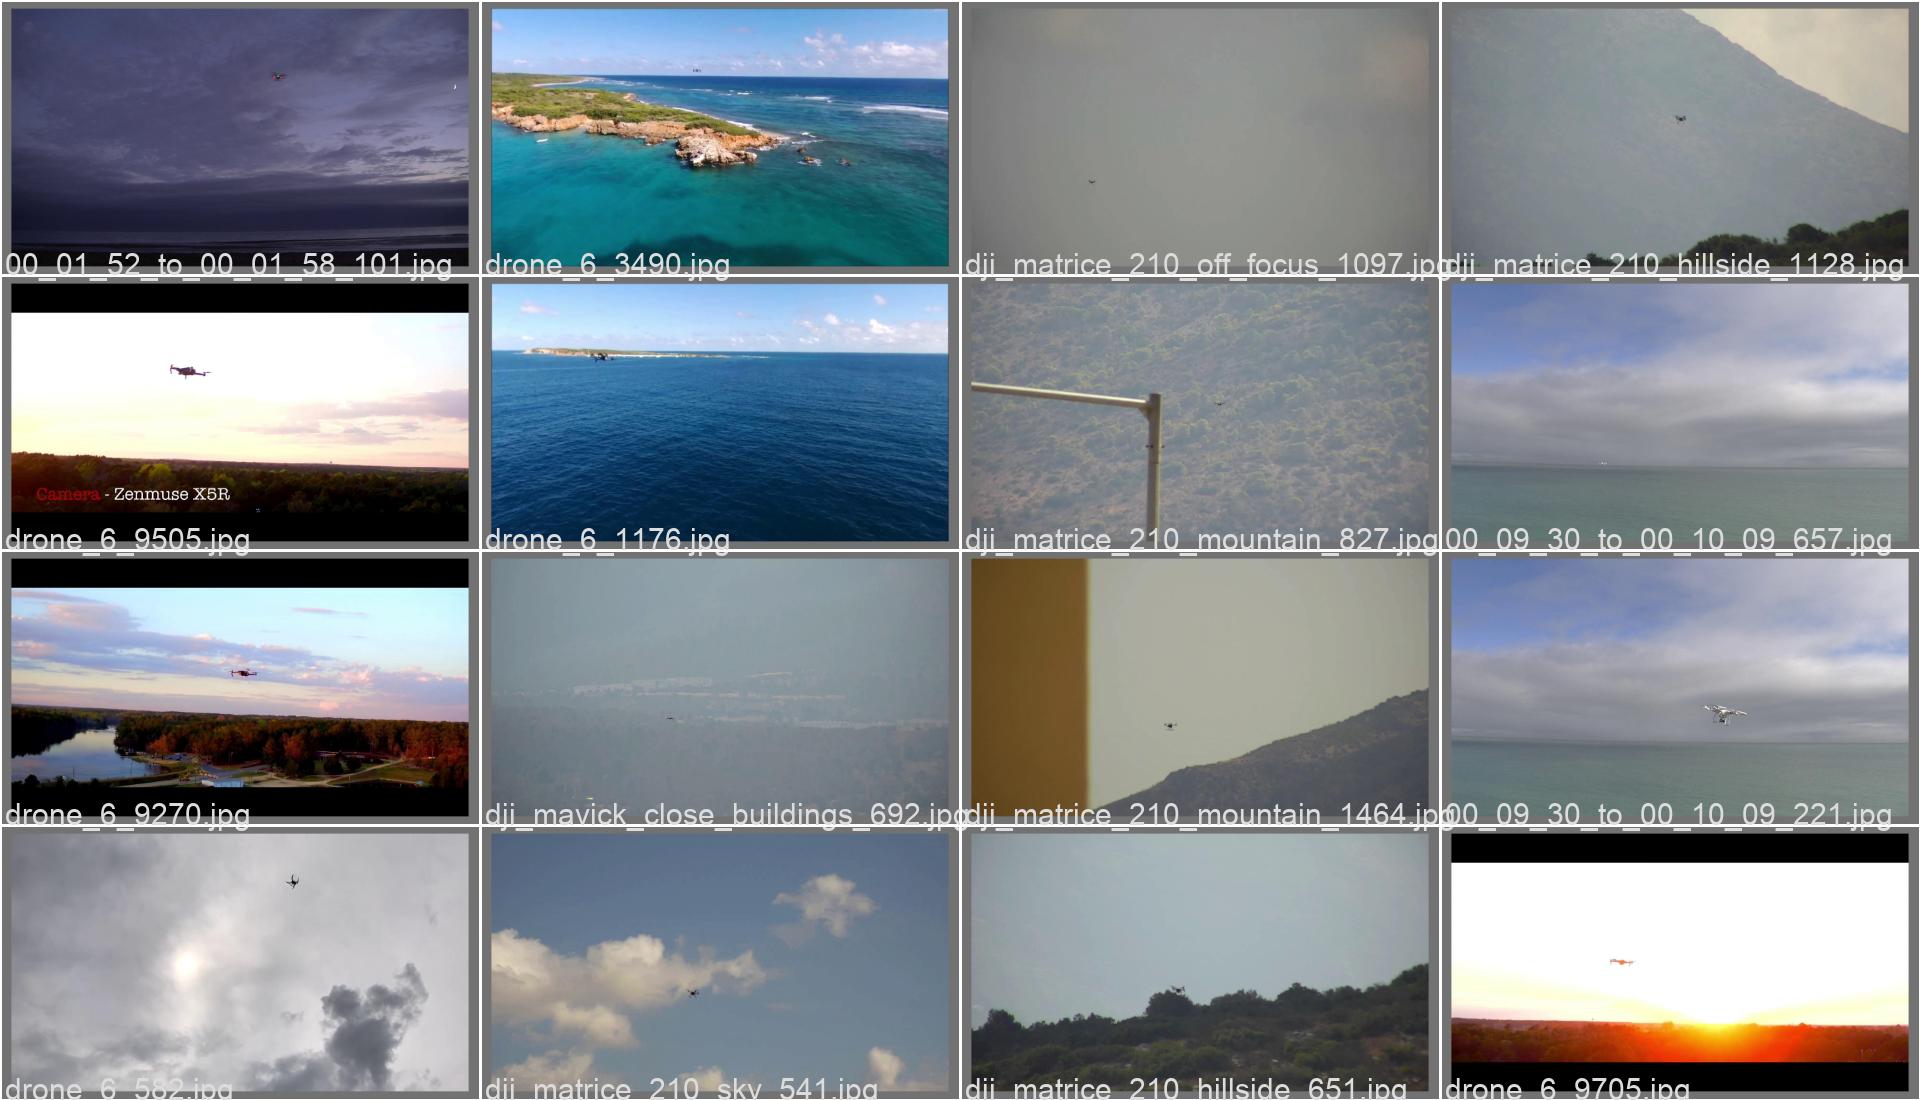 00_01_52_to_00_01_58_101.jpg
drone_6_3490.jpg
dji_matrice_210_off_focus_1097.jpg
dji_matrice_210_hillside_1128.jpg
Camera - Zenmuse X5R
drone_6_9505.jpg
drone_6_1176.jpg
dji_matrice_210_mountain_827.jpg
00_09_30_to_00_10_09_657.jpg
drone_6_9270.jpg
dji_mavick_close_buildings_692.jpg
dji_matrice_210_mountain_1464.jpg
00_09_30_to_00_10_09_221.jpg
drone_6_582.jpg
dji_matrice_210_sky_541.jpg
dji_matrice_210_hillside_651.jpg
drone_6_9705.jpg